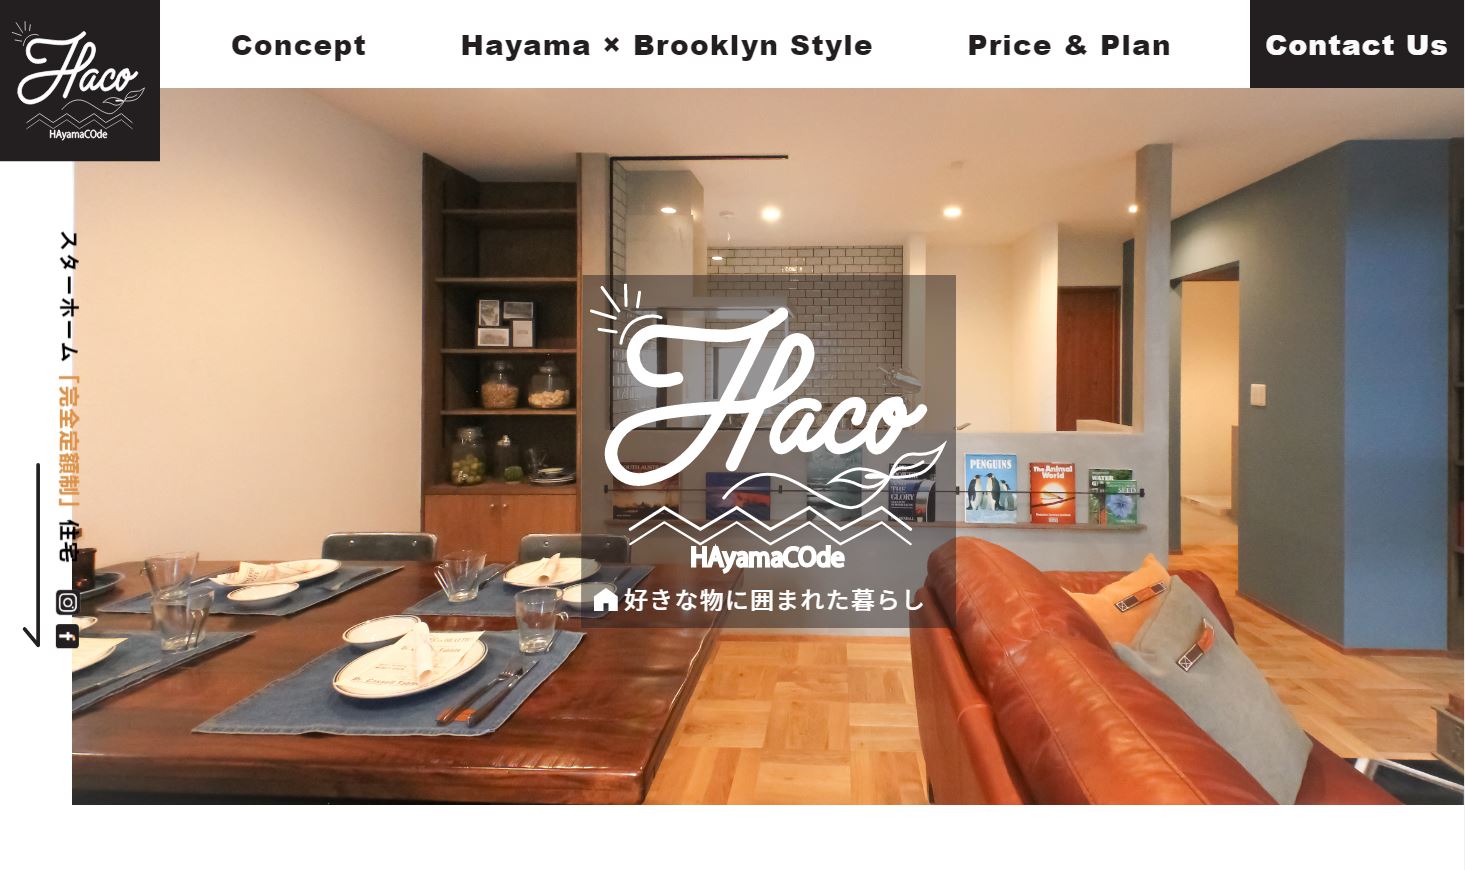 Haco
HAyamaCOde
Concept
Hayama × Brooklyn Style
Price & Plan
Contact Us
スターホーム「完全定額制」住宅
Haco
HAyamaCOde
好きな物に囲まれた暮らし
PENGUINS
The Animal
World
WATER
GLORY